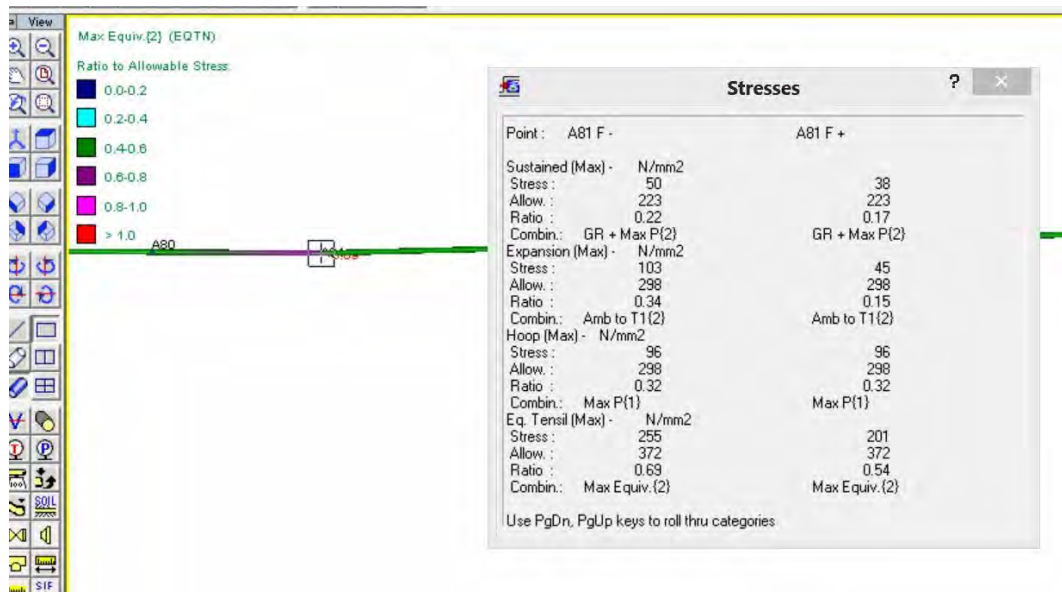 View
Max Equiv.{2} (EQTN)
Ratio to Allowable Stress
0.0-0.2
0.2-0.4
0.4-0.6
0.6-0.8
0.8-1.0
> 1.0
A80
Stresses ?
Point : A81 F - A81 F +
Sustained (Max) - N/mm2
Stress : 50 38
Allow. : 223 223
Ratio : 0.22 0.17
Combin.: GR + Max P{2} GR + Max P{2}
Expansion (Max) - N/mm2
Stress : 103 45
Allow. : 298 298
Ratio : 0.34 0.15
Combin.: Amb to T1{2} Amb to T1{2}
Hoop (Max) - N/mm2
Stress : 96 96
Allow. : 298 298
Ratio : 0.32 0.32
Combin.: Max P{1} Max P{1}
Eq. Tensil (Max) - N/mm2
Stress : 255 201
Allow. : 372 372
Ratio : 0.69 0.54
Combin.: Max Equiv.{2} Max Equiv.{2}
Use PgDn, PgUp keys to roll thru categories
T P
SOIL
SIF